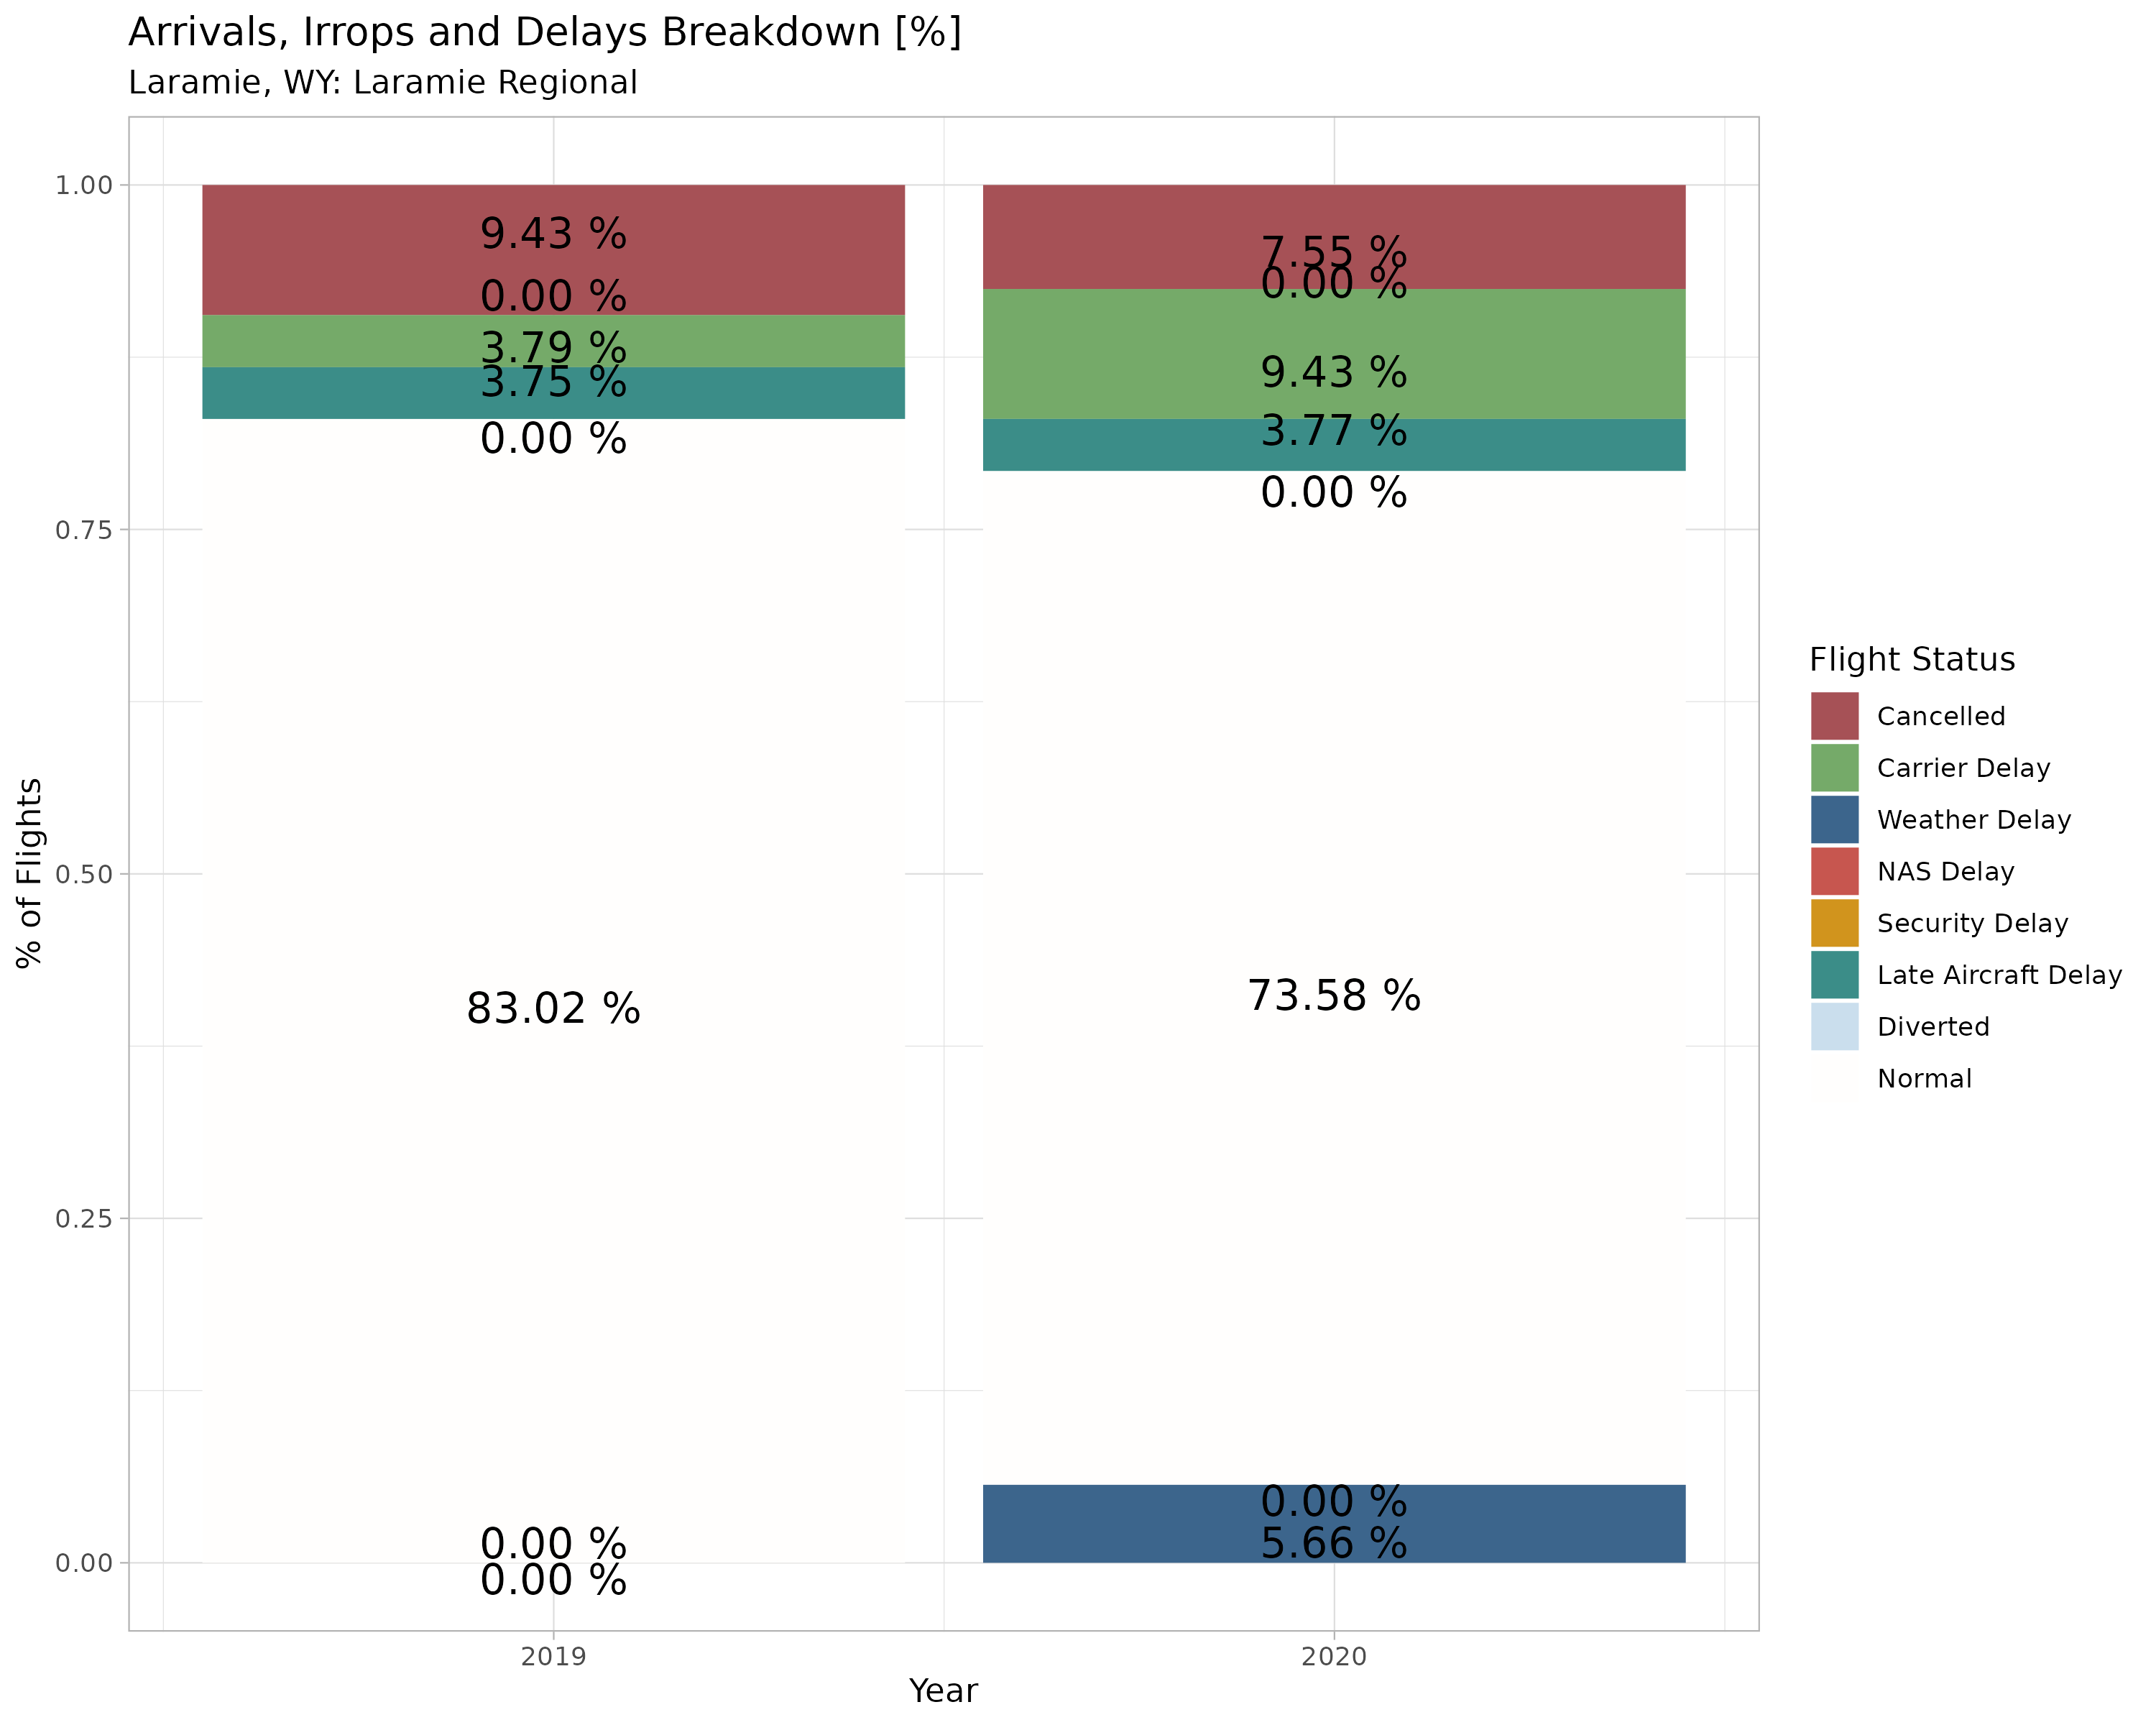 Arrivals, Irrops and Delays Breakdown [%]
Laramie, WY: Laramie Regional
% of Flights
1.00
0.75
0.50
0.25
0.00
9.43 %
0.00 %
3.79 %
3.75 %
0.00 %
83.02 %
0.00 %
0.00 %
7.55 %
0.00 %
9.43 %
3.77 %
0.00 %
73.58 %
0.00 %
5.66 %
2019
2020
Year
Flight Status
Cancelled
Carrier Delay
Weather Delay
NAS Delay
Security Delay
Late Aircraft Delay
Diverted
Normal